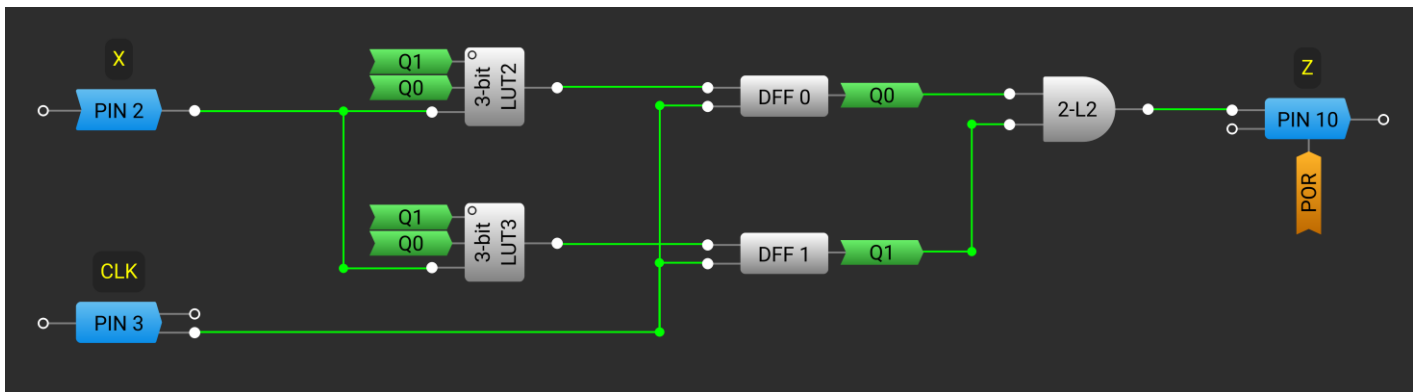 X
PIN 2
Q1
Q0
3-bit
LUT2
DFF 0
Q0
2-L2
Z
PIN 10
POR
Q1
Q0
3-bit
LUT3
DFF 1
Q1
CLK
PIN 3